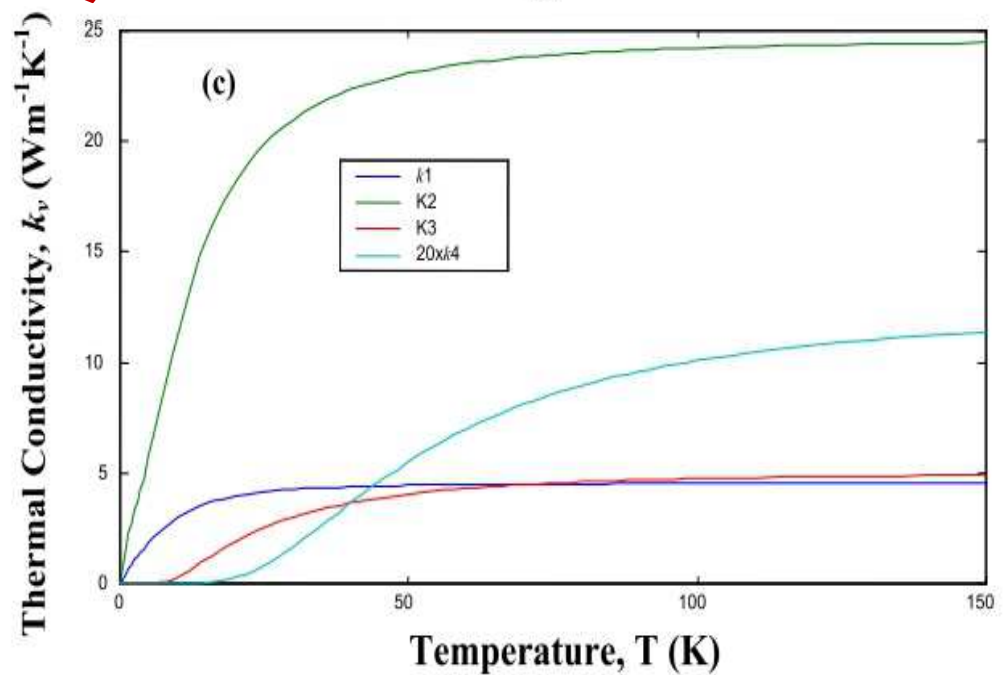 Thermal Conductivity, kᵥ (Wm⁻¹K⁻¹)
25
(c)
20
k1
K2
K3
20xk4
15
10
5
0
0
50
100
150
Temperature, T (K)